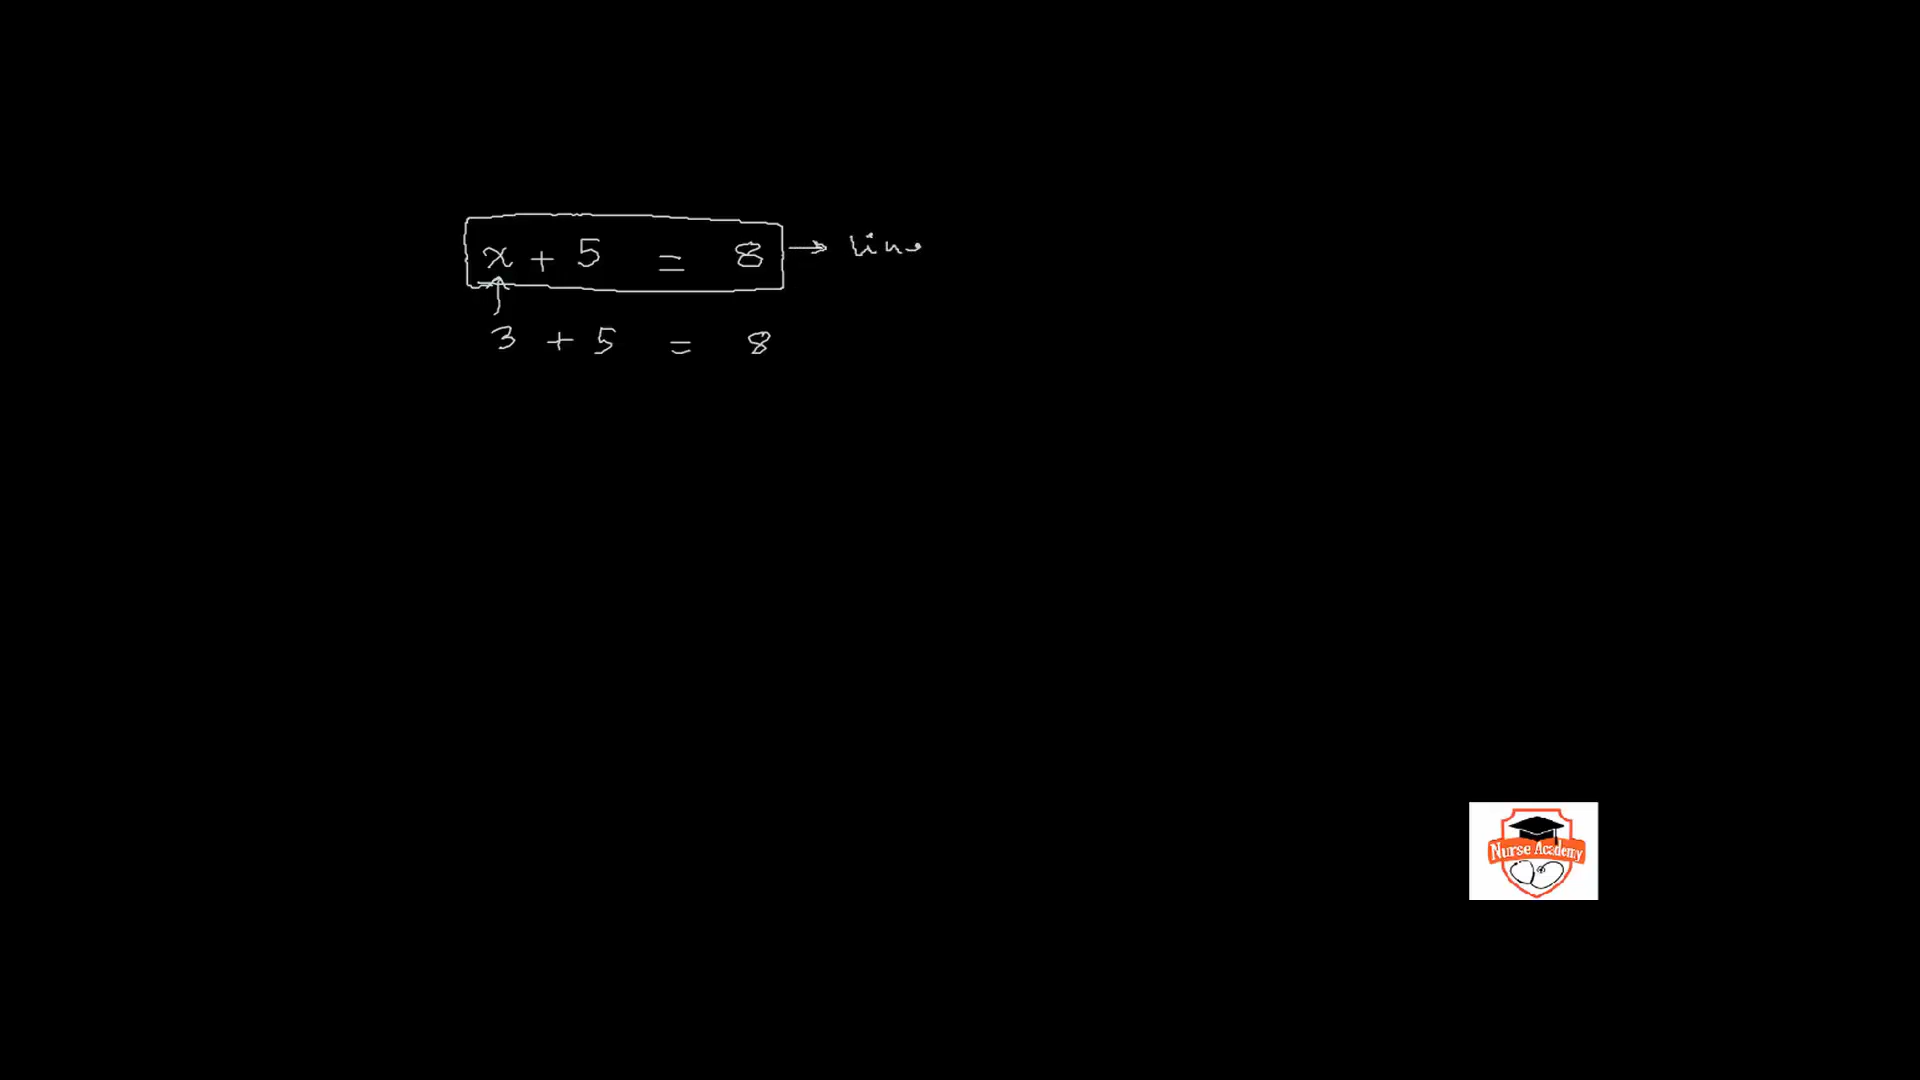 x + 5 = 8 → line
3 + 5 = 8
Nurse Academy